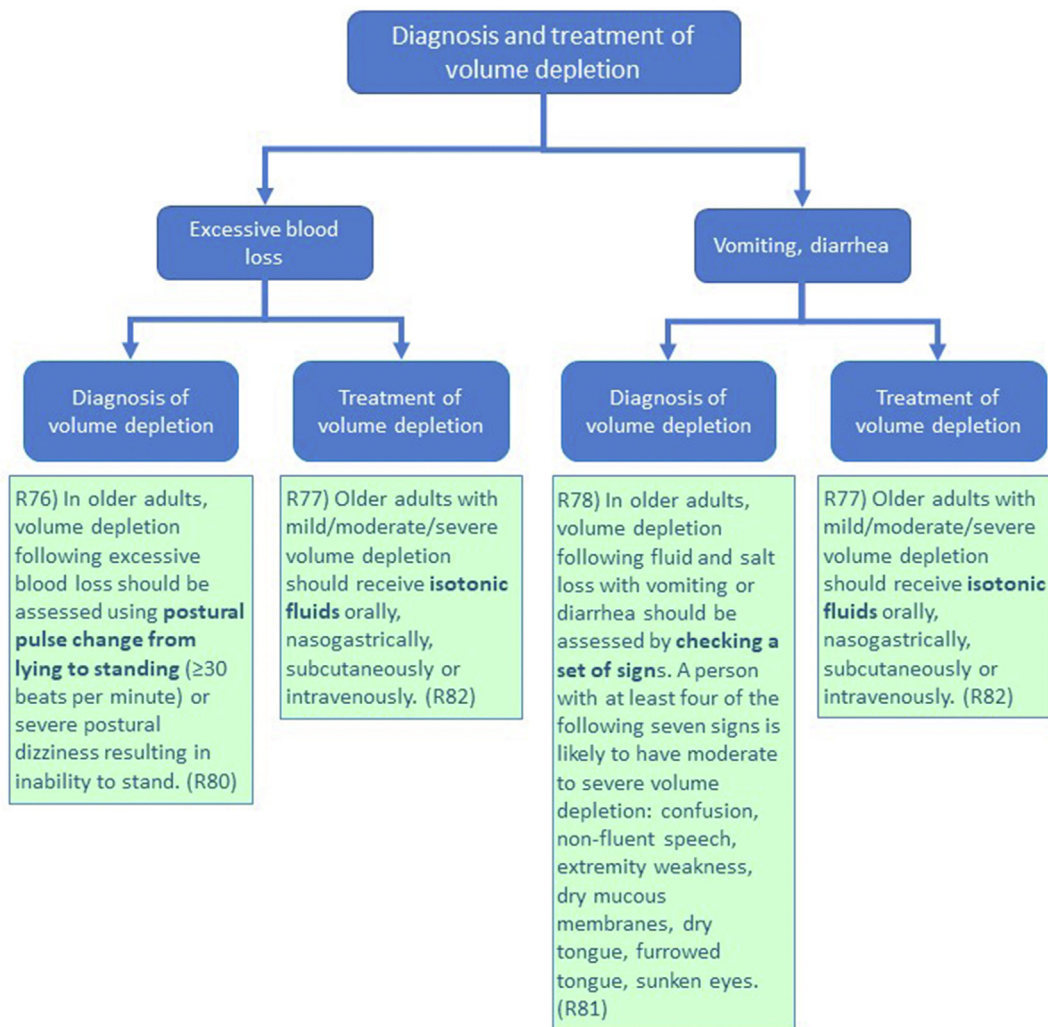 Diagnosis and treatment of
volume depletion
Excessive blood
loss
Vomiting, diarrhea
Diagnosis of
volume depletion
Treatment of
volume depletion
Diagnosis of
volume depletion
Treatment of
volume depletion
R76) In older adults,
volume depletion
following excessive
blood loss should be
assessed using postural
pulse change from
lying to standing (≥30
beats per minute) or
severe postural
dizziness resulting in
inability to stand. (R80)
R77) Older adults with
mild/moderate/severe
volume depletion
should receive isotonic
fluids orally,
nasogastrically,
subcutaneously or
intravenously. (R82)
R78) In older adults,
volume depletion
following fluid and salt
loss with vomiting or
diarrhea should be
assessed by checking a
set of signs. A person
with at least four of the
following seven signs is
likely to have moderate
to severe volume
depletion: confusion,
non-fluent speech,
extremity weakness,
dry mucous
membranes, dry
tongue, furrowed
tongue, sunken eyes.
(R81)
R77) Older adults with
mild/moderate/severe
volume depletion
should receive isotonic
fluids orally,
nasogastrically,
subcutaneously or
intravenously. (R82)